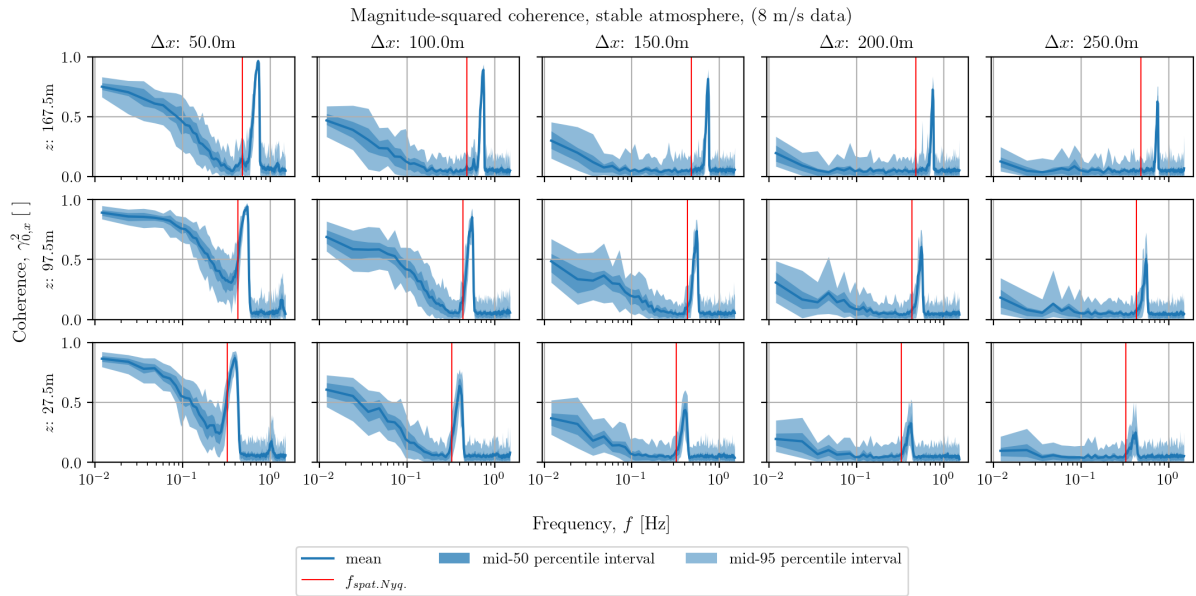 Magnitude-squared coherence, stable atmosphere, (8 m/s data)
Δx: 50.0m
Δx: 100.0m
Δx: 150.0m
Δx: 200.0m
Δx: 250.0m
Coherence, γ²₀,ₓ [ ]
z: 167.5m
1.0
0.5
0.0
z: 97.5m
1.0
0.5
0.0
z: 27.5m
1.0
0.5
0.0
10⁻² 10⁻¹ 10⁰
10⁻² 10⁻¹ 10⁰
10⁻² 10⁻¹ 10⁰
10⁻² 10⁻¹ 10⁰
10⁻² 10⁻¹ 10⁰
Frequency, f [Hz]
mean
mid-50 percentile interval
mid-95 percentile interval
f_spat.Nyq.